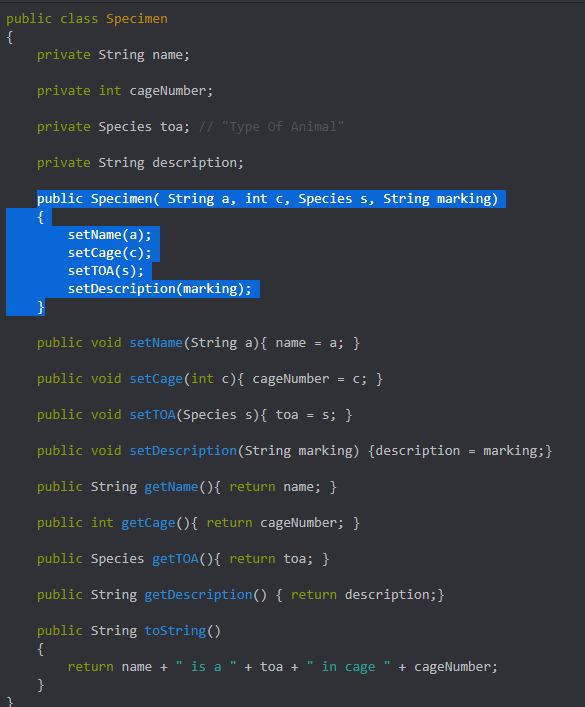 public class Specimen
{
private String name;
private int cageNumber;
private Species toa; // "Type Of Animal"
private String description;
public Specimen( String a, int c, Species s, String marking)
{
setName(a);
setCage(c);
setTOA(s);
setDescription(marking);
}
public void setName(String a){ name = a; }
public void setCage(int c){ cageNumber = c; }
public void setTOA(Species s){ toa = s; }
public void setDescription(String marking) {description = marking;}
public String getName(){ return name; }
public int getCage(){ return cageNumber; }
public Species getTOA(){ return toa; }
public String getDescription() { return description;}
public String toString()
{
return name + " is a " + toa + " in cage " + cageNumber;
}
}